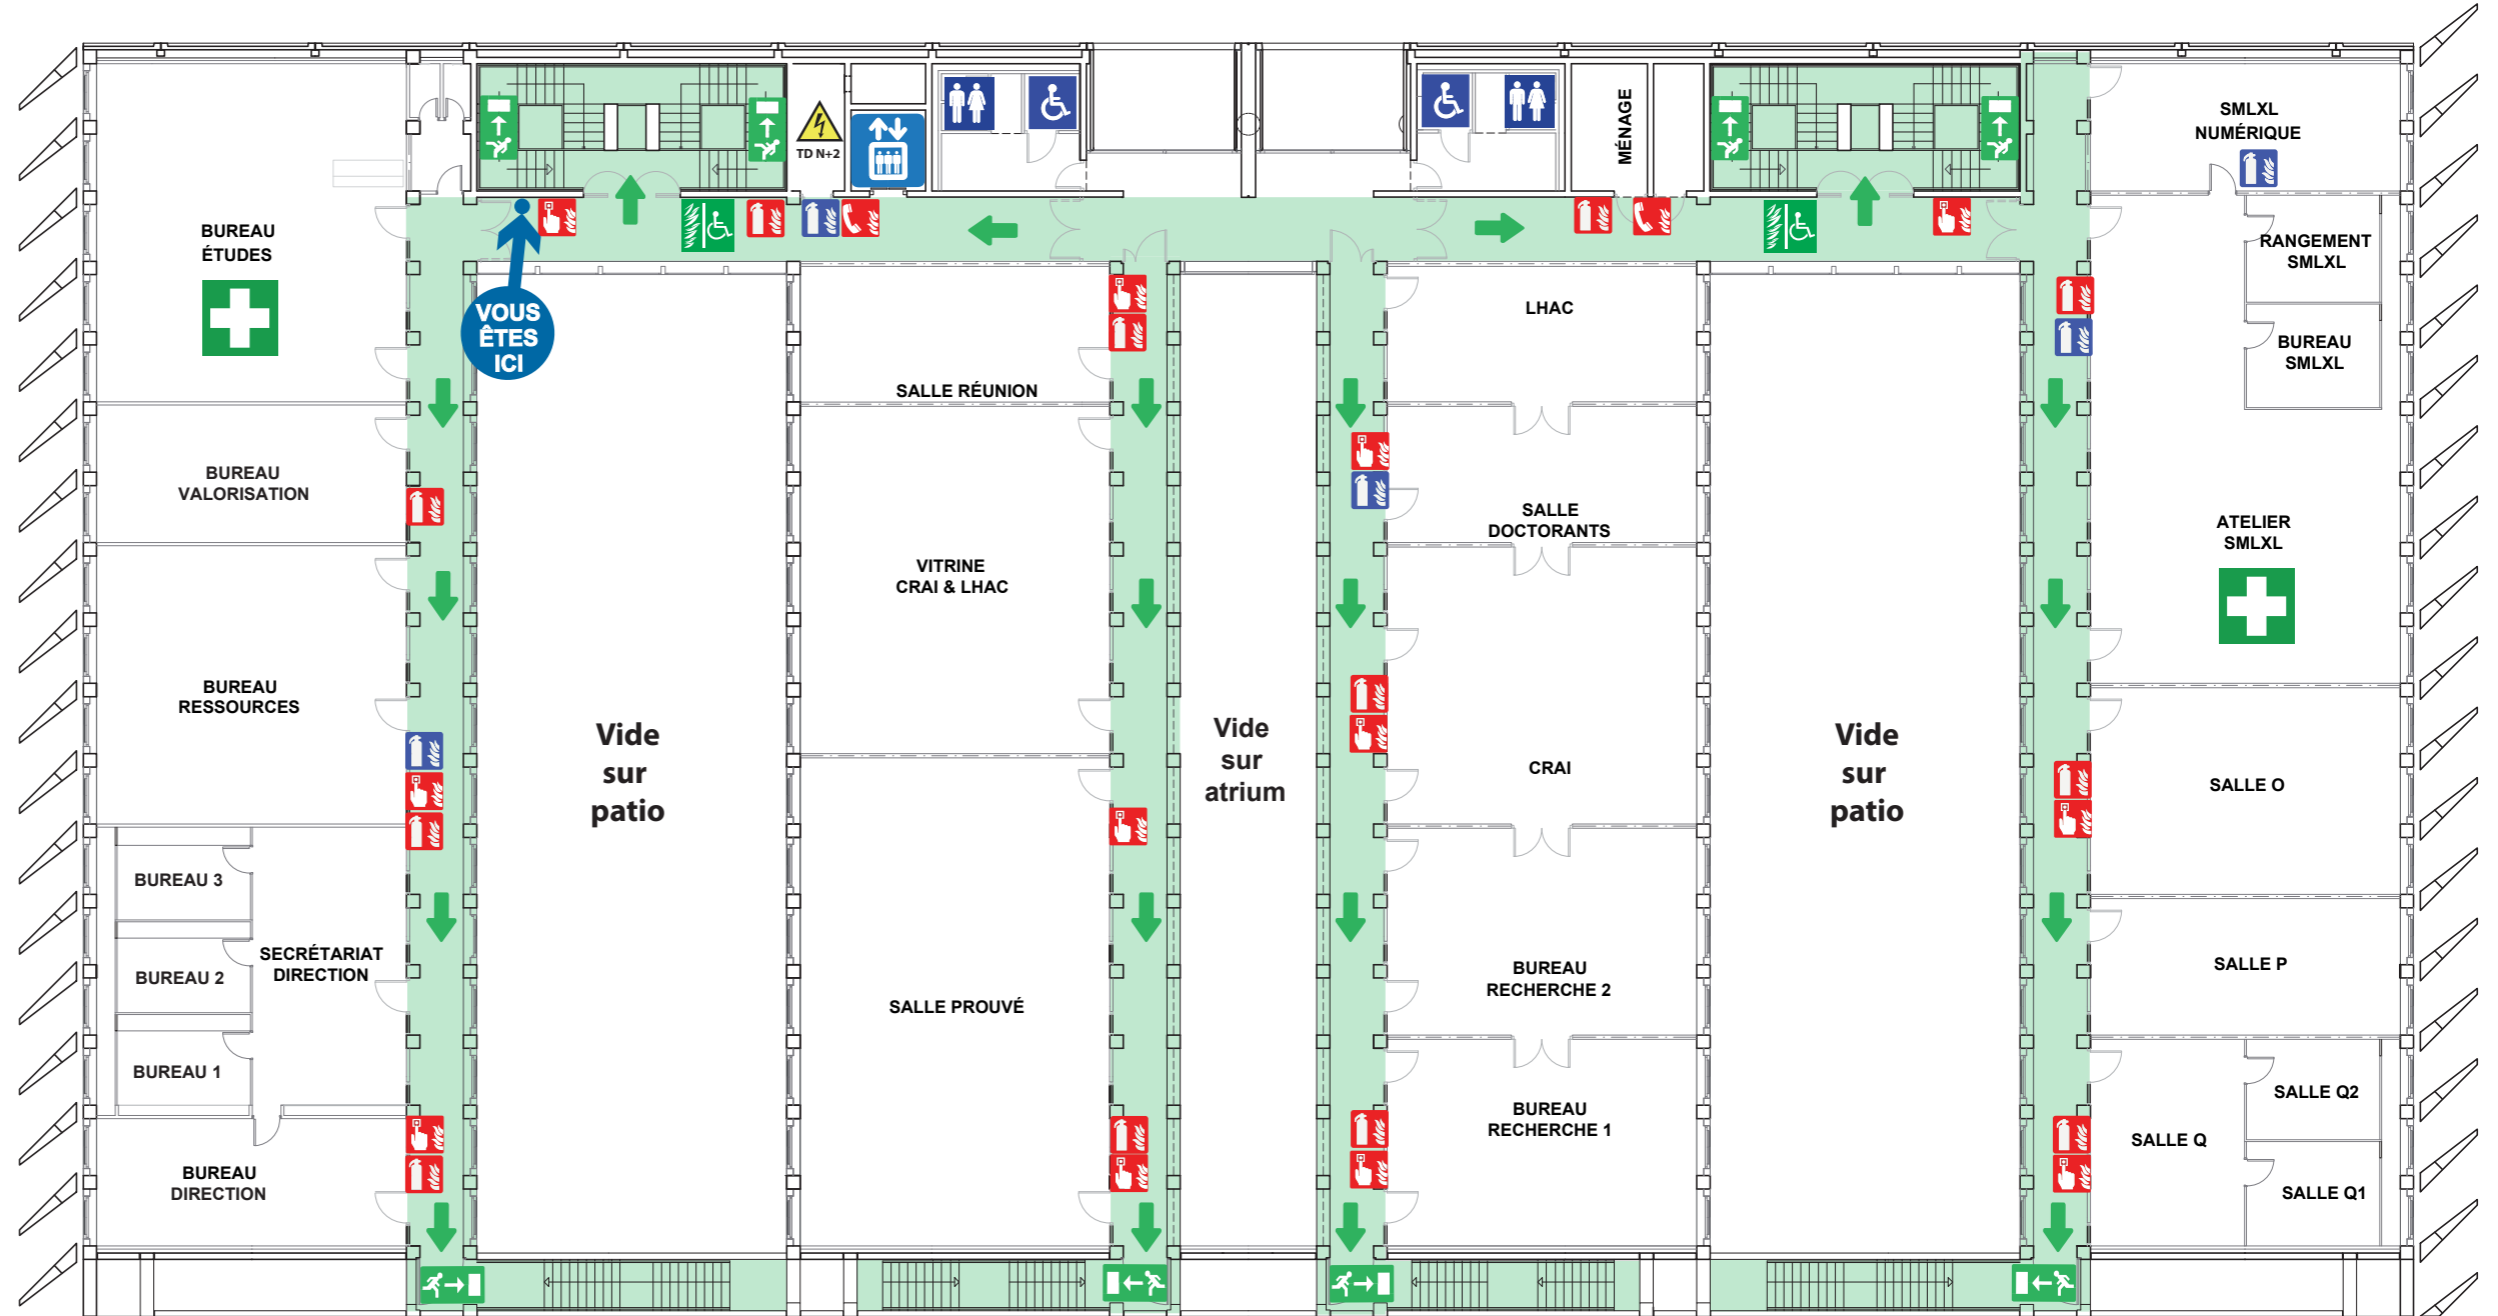 TD N+2
MÉNAGE
SMLXL
NUMÉRIQUE
BUREAU
ÉTUDES
VOUS
ÊTES
ICI
RANGEMENT
SMLXL
LHAC
BUREAU
SMLXL
SALLE RÉUNION
BUREAU
VALORISATION
SALLE
DOCTORANTS
ATELIER
SMLXL
VITRINE
CRAI & LHAC
BUREAU
RESSOURCES
Vide
sur
patio
Vide
sur
atrium
CRAI
Vide
sur
patio
SALLE O
BUREAU 3
SECRÉTARIAT
DIRECTION
BUREAU 2
SALLE PROUVÉ
BUREAU
RECHERCHE 2
SALLE P
BUREAU 1
BUREAU
RECHERCHE 1
SALLE Q2
SALLE Q
BUREAU
DIRECTION
SALLE Q1